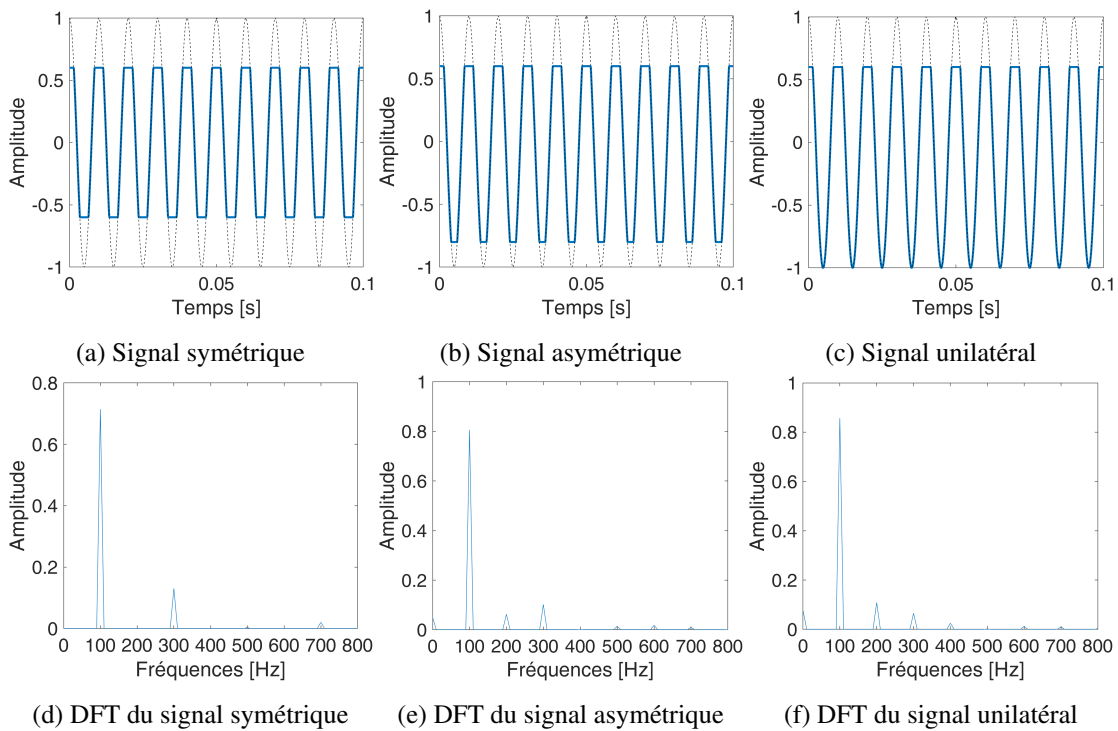 1
0.5
0
-0.5
-1
Amplitude
0
0.05
0.1
Temps [s]
(a) Signal symétrique
1
0.5
0
-0.5
-1
Amplitude
0
0.05
0.1
Temps [s]
(b) Signal asymétrique
1
0.5
0
-0.5
-1
Amplitude
0
0.05
0.1
Temps [s]
(c) Signal unilatéral
0.8
0.6
0.4
0.2
0
Amplitude
0 100 200 300 400 500 600 700 800
Fréquences [Hz]
(d) DFT du signal symétrique
1
0.8
0.6
0.4
0.2
0
Amplitude
0 100 200 300 400 500 600 700 800
Fréquences [Hz]
(e) DFT du signal asymétrique
1
0.8
0.6
0.4
0.2
0
Amplitude
0 100 200 300 400 500 600 700 800
Fréquences [Hz]
(f) DFT du signal unilatéral